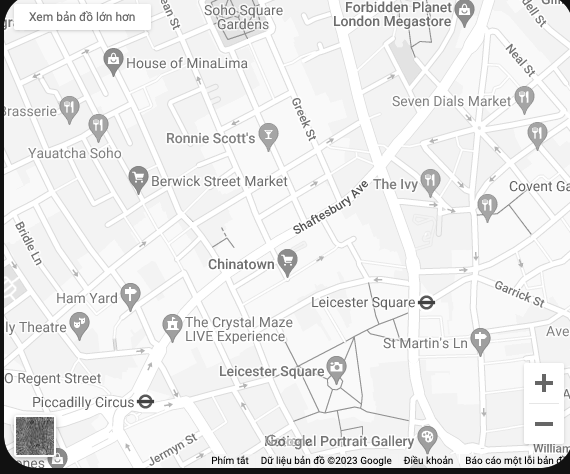 Xem bản đồ lớn hơn
Soho Square
Gardens
Forbidden Planet
London Megastore
House of MinaLima
Neal St
Brasserie
Seven Dials Market
Greek St
Ronnie Scott's
Yauatcha Soho
Berwick Street Market
The Ivy
Covent Ga
Shaftesbury Ave
Bridle Ln
Chinatown
Ham Yard
Leicester Square
Garrick St
ly Theatre
The Crystal Maze
LIVE Experience
St Martin's Ln
Ave
O Regent Street
Leicester Square
Piccadilly Circus
Jermyn St
el Portrait Gallery
William
ones
Phím tắt
Dữ liệu bản đồ ©2023 Google
Điều khoản
Báo cáo một lỗi bản đồ